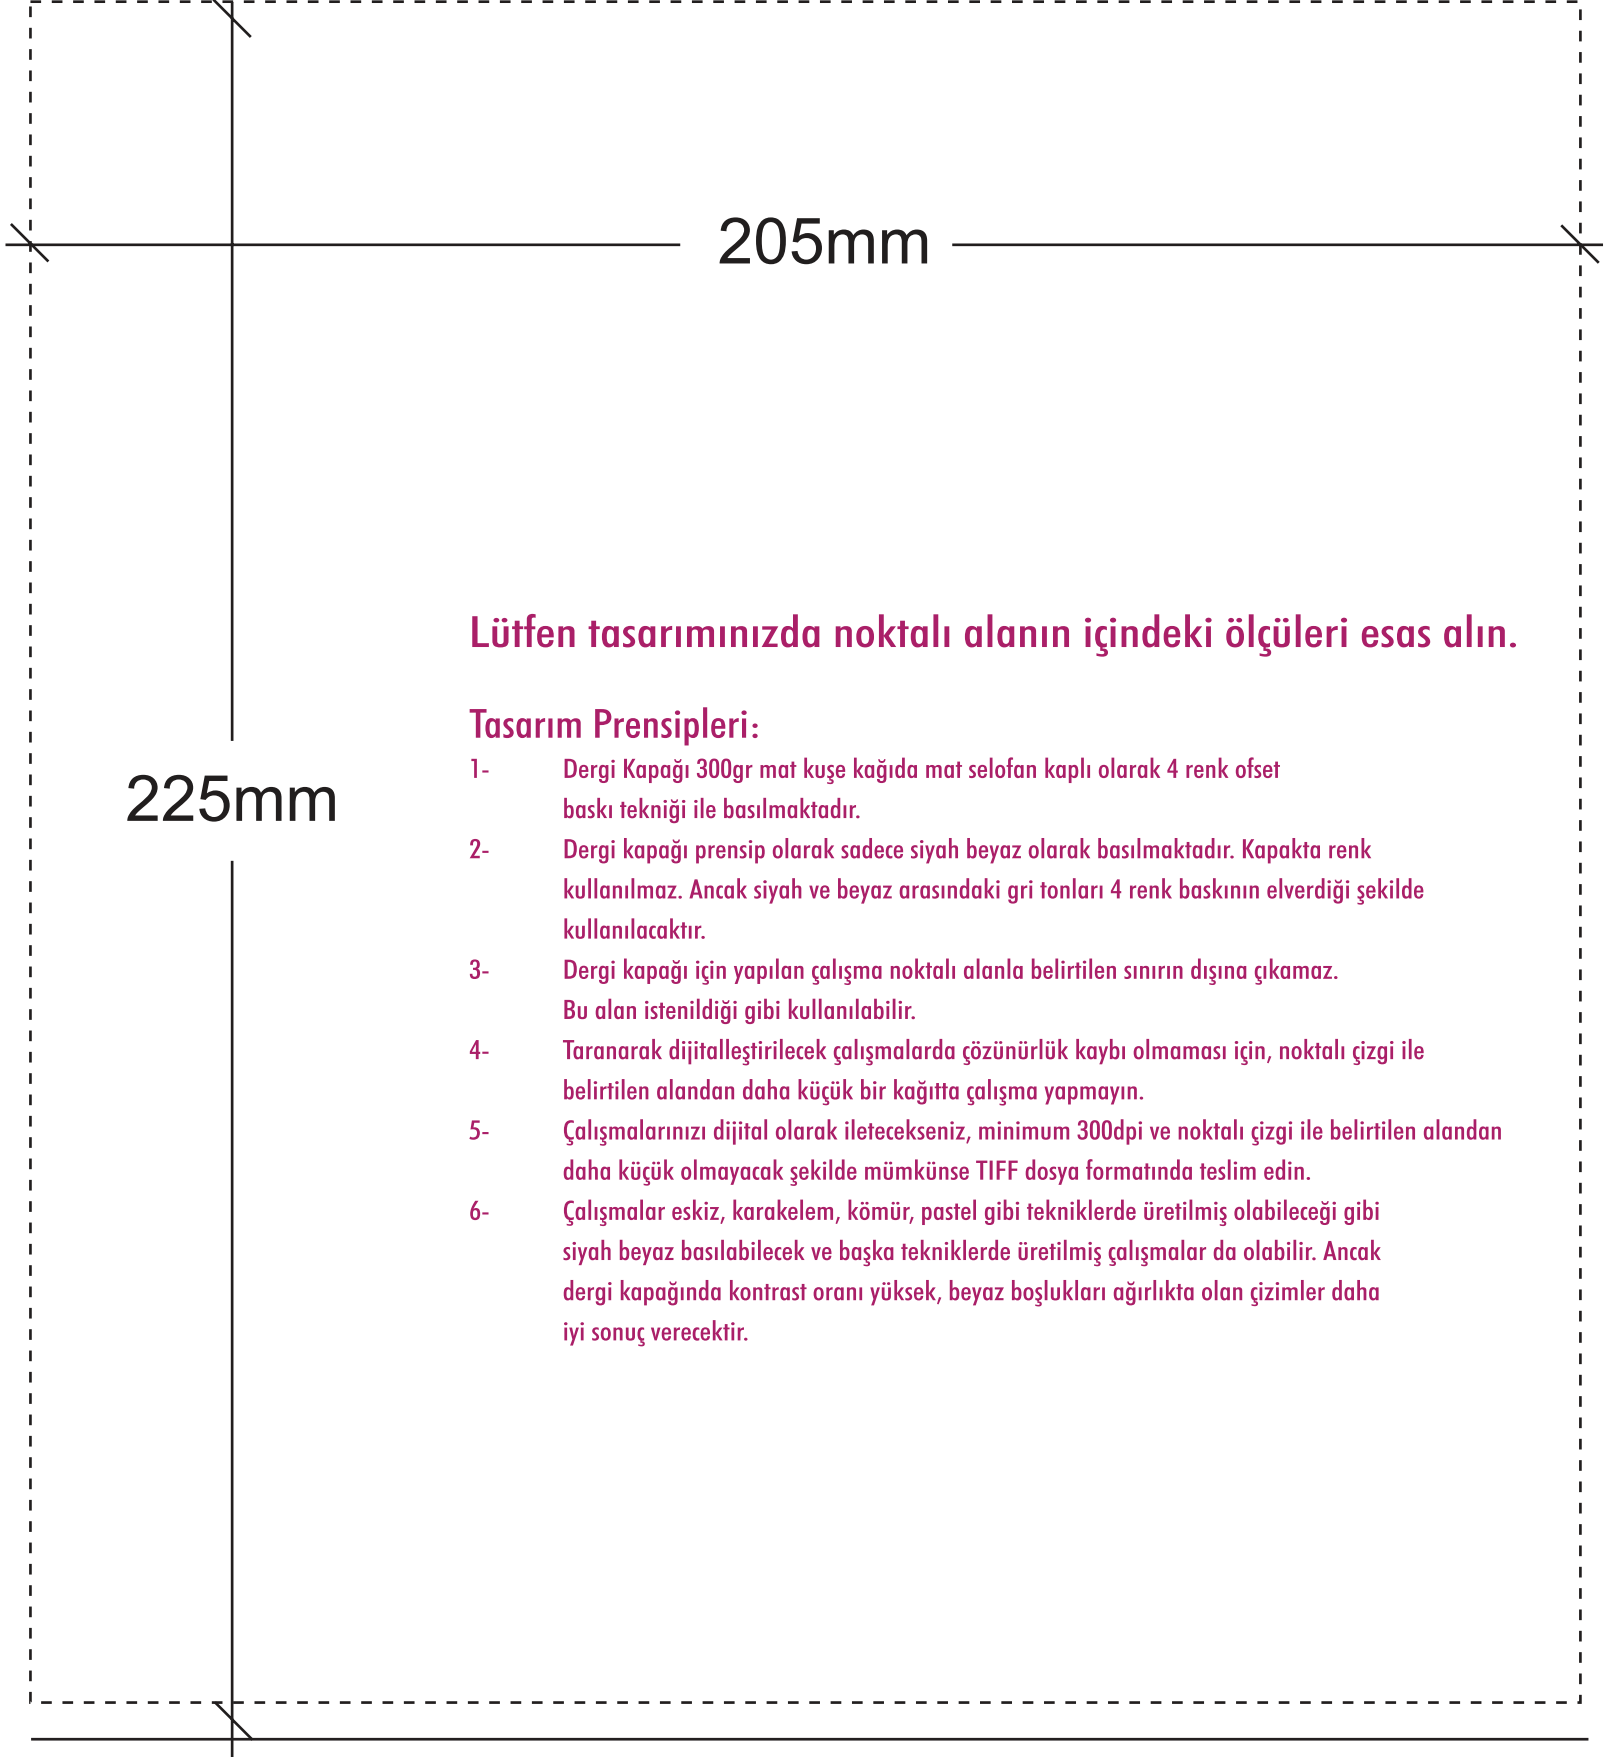 205mm
Lütfen tasarımınızda noktalı alanın içindeki ölçüleri esas alın.
Tasarım Prensipleri:
225mm
1- Dergi Kapağı 300gr mat kuşe kağıda mat selofan kaplı olarak 4 renk ofset
baskı tekniği ile basılmaktadır.
2- Dergi kapağı prensip olarak sadece siyah beyaz olarak basılmaktadır. Kapakta renk
kullanılmaz. Ancak siyah ve beyaz arasındaki gri tonları 4 renk baskının elverdiği şekilde
kullanılacaktır.
3- Dergi kapağı için yapılan çalışma noktalı alanla belirtilen sınırın dışına çıkamaz.
Bu alan istenildiği gibi kullanılabilir.
4- Taranarak dijitalleştirilecek çalışmalarda çözünürlük kaybı olmaması için, noktalı çizgi ile
belirtilen alandan daha küçük bir kağıtta çalışma yapmayın.
5- Çalışmalarınızı dijital olarak iletecekseniz, minimum 300dpi ve noktalı çizgi ile belirtilen alandan
daha küçük olmayacak şekilde mümkünse TIFF dosya formatında teslim edin.
6- Çalışmalar eskiz, karakelem, kömür, pastel gibi tekniklerde üretilmiş olabileceği gibi
siyah beyaz basılabilecek ve başka tekniklerde üretilmiş çalışmalar da olabilir. Ancak
dergi kapağında kontrast oranı yüksek, beyaz boşlukları ağırlıkta olan çizimler daha
iyi sonuç verecektir.